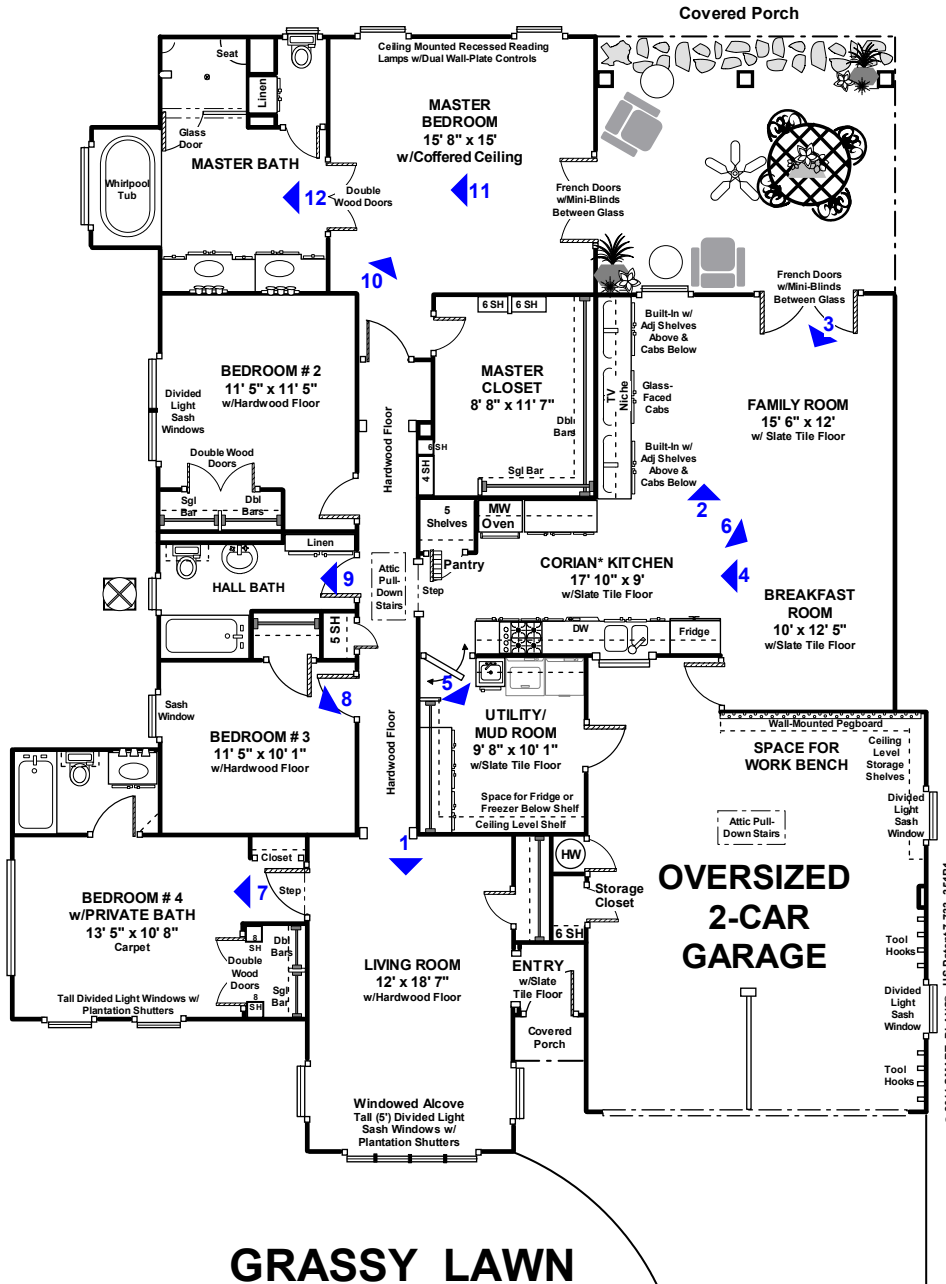 Covered Porch
Ceiling Mounted Recessed Reading
Lamps w/Dual Wall-Plate Controls
Seat
Linen
Glass
Door
MASTER BATH
Whirlpool
Tub
12
Double
Wood Doors
MASTER
BEDROOM
15' 8" x 15'
w/Coffered Ceiling
11
10
French Doors
w/Mini-Blinds
Between Glass
French Doors
w/Mini-Blinds
Between Glass
3
6 SH
6 SH
BEDROOM # 2
11' 5" x 11' 5"
w/Hardwood Floor
Divided
Light
Sash
Windows
Double Wood
Doors
Sgl
Bar
Dbl
Bars
MASTER
CLOSET
8' 8" x 11' 7"
Dbl
Bars
Sgl Bar
6 SH
4 SH
Hardwood Floor
Built-In w/
Adj Shelves
Above &
Cabs Below
TV
Niche
Glass-
Faced
Cabs
Built-In w/
Adj Shelves
Above &
Cabs Below
FAMILY ROOM
15' 6" x 12'
w/ Slate Tile Floor
2
6
4
5
Shelves
MW
Oven
Pantry
Step
CORIAN* KITCHEN
17' 10" x 9'
w/Slate Tile Floor
BREAKFAST
ROOM
10' x 12' 5"
w/Slate Tile Floor
DW
Fridge
Linen
HALL BATH
9
Attic
Pull-
Down
Stairs
5 SH
8
Sash
Window
BEDROOM # 3
11' 5" x 10' 1"
w/Hardwood Floor
Hardwood Floor
5
UTILITY/
MUD ROOM
9' 8" x 10' 1"
w/Slate Tile Floor
Space for Fridge or
Freezer Below Shelf
Ceiling Level Shelf
Wall-Mounted Pegboard
SPACE FOR
WORK BENCH
Ceiling
Level
Storage
Shelves
Divided
Light
Sash
Window
Attic Pull-
Down Stairs
1
HW
Storage
Closet
6 SH
OVERSIZED
2-CAR
GARAGE
Tool
Hooks
Divided
Light
Sash
Window
Tool
Hooks
Closet
Step
7
BEDROOM # 4
w/PRIVATE BATH
13' 5" x 10' 8"
Carpet
8
SH
Double
Wood
Doors
8
SH
Dbl
Bars
Sgl
Bar
Tall Divided Light Windows w/
Plantation Shutters
LIVING ROOM
12' x 18' 7"
w/Hardwood Floor
ENTRY
w/Slate
Tile Floor
Covered
Porch
Windowed Alcove
Tall (5') Divided Light
Sash Windows w/
Plantation Shutters
GRASSY LAWN